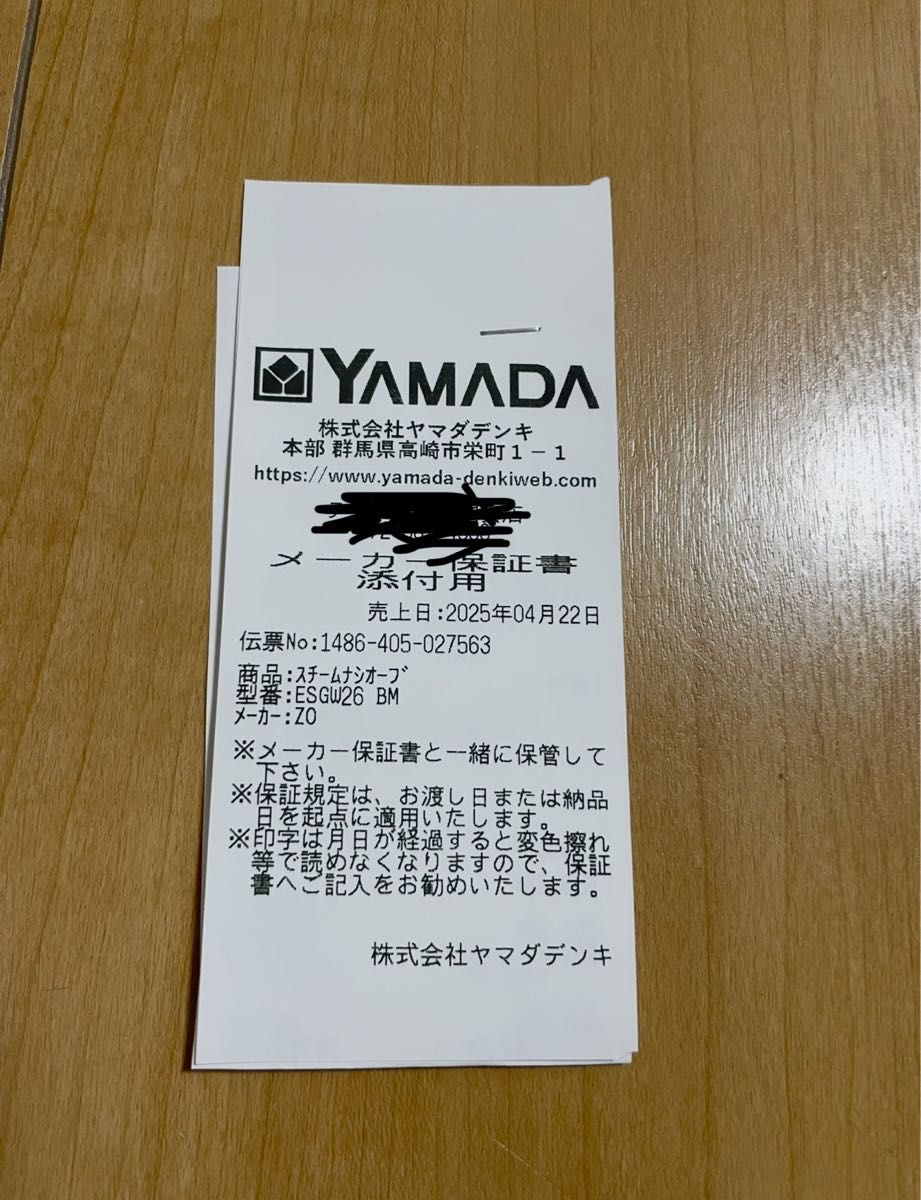 YAMADA
株式会社ヤマダデンキ
本部 群馬県高崎市栄町1-1
https://www.yamada-denkiweb.com
メーカー保証書
添付用
売上日:2025年04月22日
伝票No:1486-405-027563
商品:ｽﾁｰﾑﾅｼｵｰﾌﾞ
型番:ESGW26 BM
ﾒｰｶｰ:ZO
※メーカー保証書と一緒に保管して
下さい。
※保証規定は、お渡し日または納品
日を起点に適用いたします。
※印字は月日が経過すると変色擦れ
等で読めなくなりますので、保証
書へご記入をお勧めいたします。
株式会社ヤマダデンキ